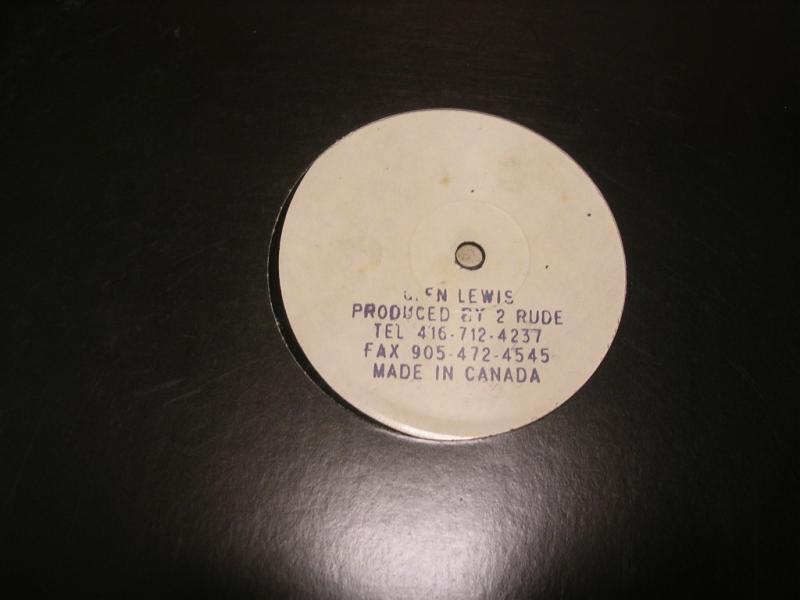 LEWIS
PRODUCED BY 2 RUDE
TEL 416-712-4237
FAX 905-472-4545
MADE IN CANADA